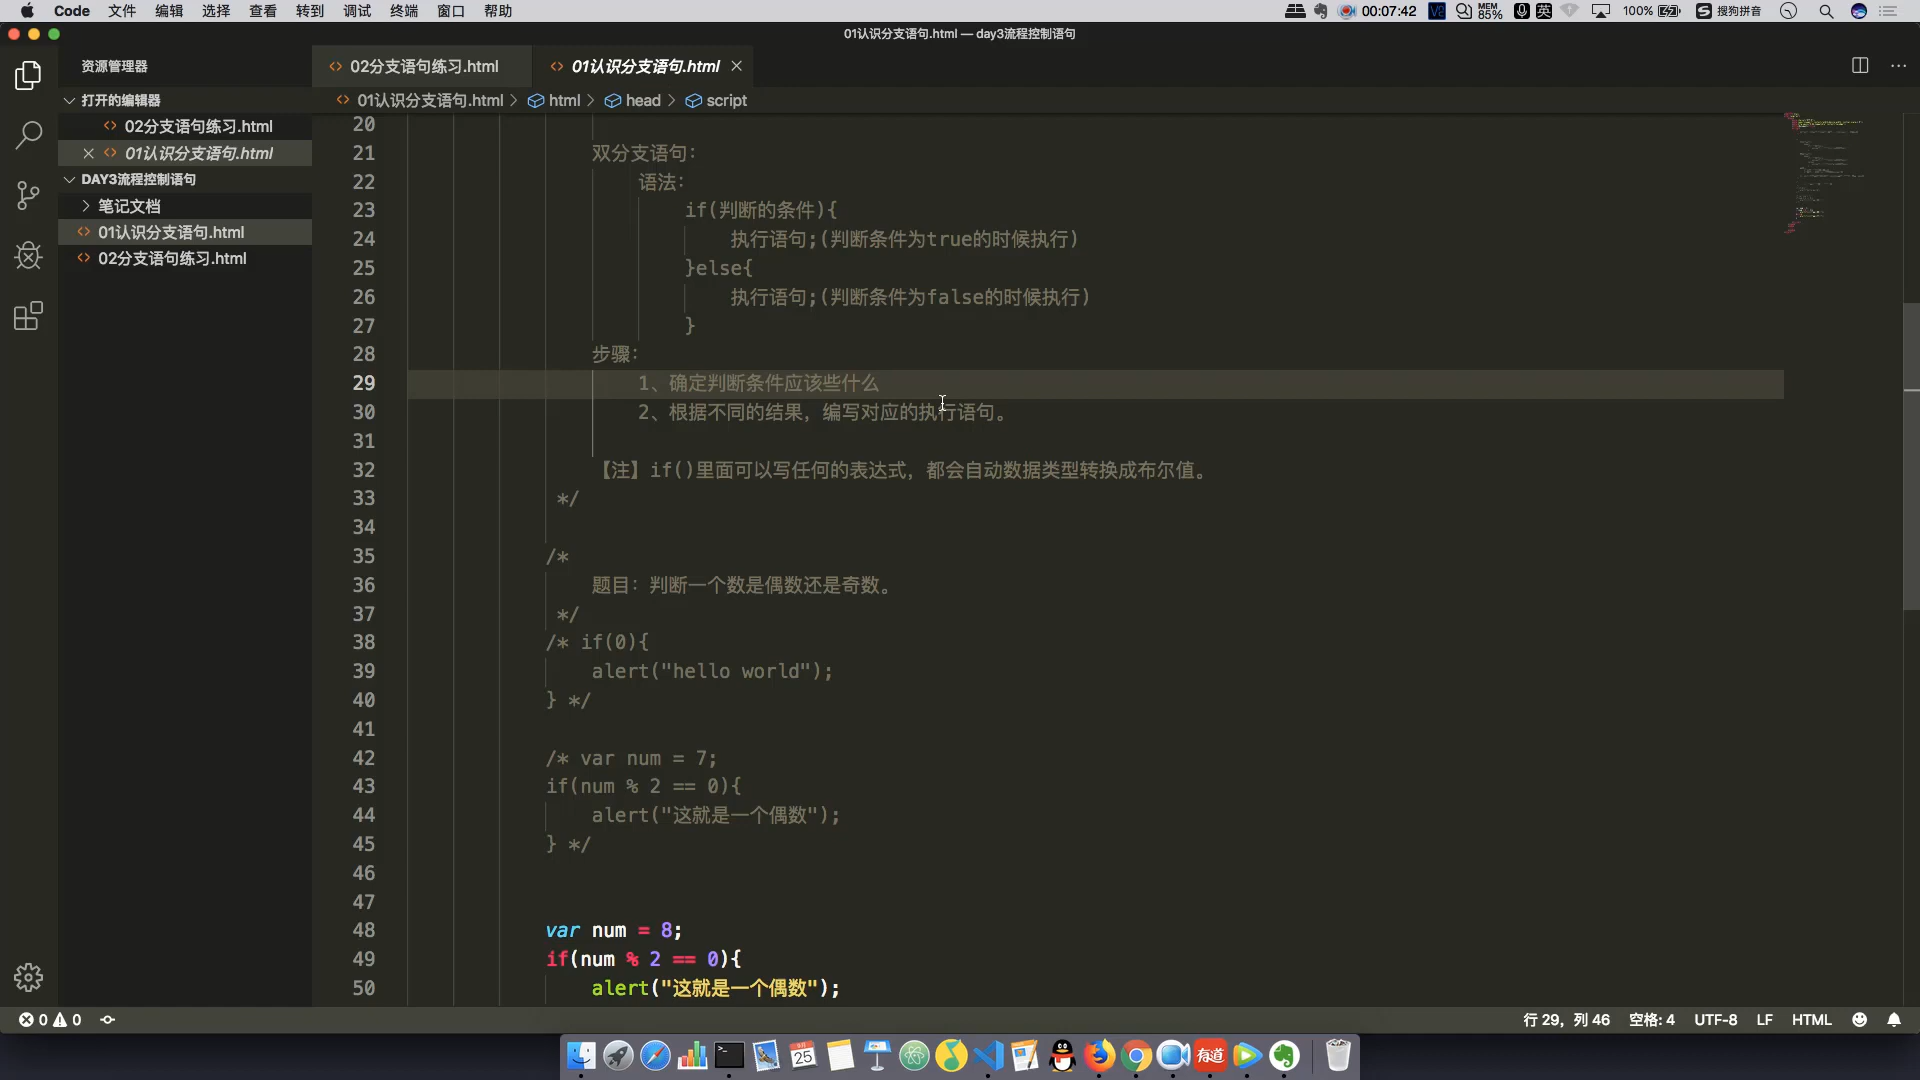 Code 文件 编辑 选择 查看 转到 调试 终端 窗口 帮助 00:07:42 MEM 85% 英 100% 搜狗拼音
01认识分支语句.html — day3流程控制语句
资源管理器
02分支语句练习.html 01认识分支语句.html
打开的编辑器
02分支语句练习.html
01认识分支语句.html
DAY3流程控制语句
笔记文档
01认识分支语句.html
02分支语句练习.html
01认识分支语句.html > html > head > script
20
21 双分支语句：
22 语法：
23 if(判断的条件){
24 执行语句;(判断条件为true的时候执行)
25 }else{
26 执行语句;(判断条件为false的时候执行)
27 }
28 步骤：
29 1、确定判断条件应该些什么
30 2、根据不同的结果，编写对应的执行语句。
31
32 【注】if()里面可以写任何的表达式，都会自动数据类型转换成布尔值。
33 */
34
35 /*
36 题目：判断一个数是偶数还是奇数。
37 */
38 /* if(0){
39 alert("hello world");
40 } */
41
42 /* var num = 7;
43 if(num % 2 == 0){
44 alert("这就是一个偶数");
45 } */
46
47
48 var num = 8;
49 if(num % 2 == 0){
50 alert("这就是一个偶数");
0 0 行 29，列 46 空格: 4 UTF-8 LF HTML
25 有道